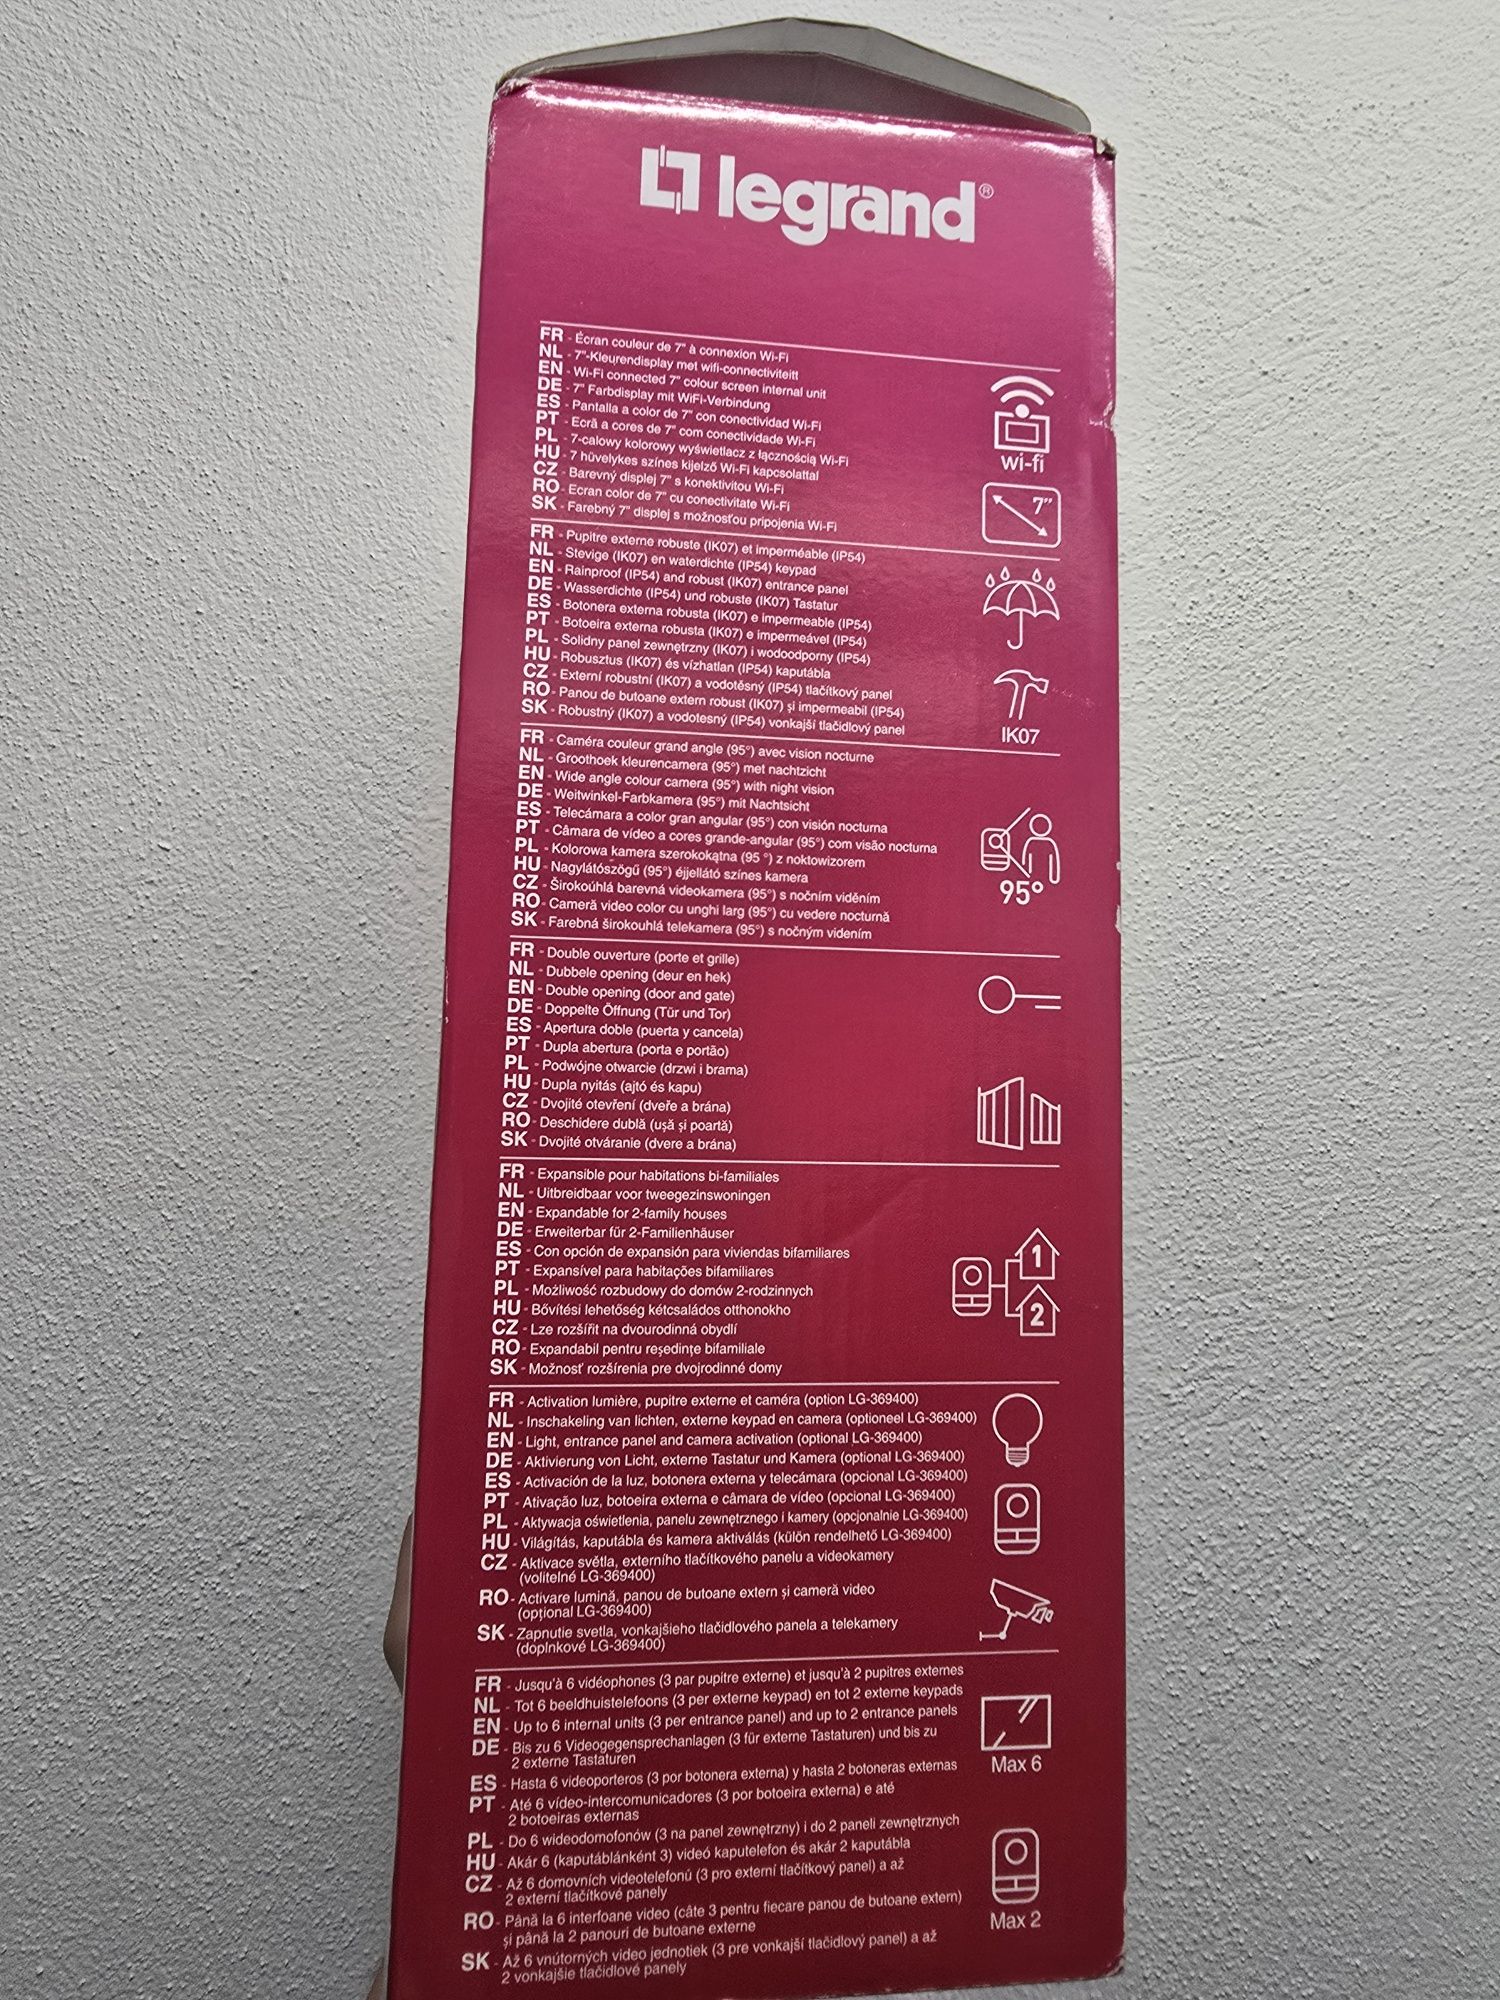 legrand®
FR - Écran couleur de 7" à connexion Wi-Fi
NL - 7"-Kleurendisplay met wifi-connectiviteitt
EN - Wi-Fi connected 7" colour screen internal unit
DE - 7" Farbdisplay mit WiFi-Verbindung
ES - Pantalla a color de 7" con conectividad Wi-Fi
PT - Ecrã a cores de 7" com conectividade Wi-Fi
PL - 7-calowy kolorowy wyświetlacz z łącznością Wi-Fi
HU - 7 hüvelykes színes kijelző Wi-Fi kapcsolattal
CZ - Barevný displej 7" s konektivitou Wi-Fi
RO - Ecran color de 7" cu conectivitate Wi-Fi
SK - Farebný 7" displej s možnosťou pripojenia Wi-Fi
wi-fi
7"
FR - Pupitre externe robuste (IK07) et imperméable (IP54)
NL - Stevige (IK07) en waterdichte (IP54) keypad
EN - Rainproof (IP54) and robust (IK07) entrance panel
DE - Wasserdichte (IP54) und robuste (IK07) Tastatur
ES - Botonera externa robusta (IK07) e impermeable (IP54)
PT - Botoeira externa robusta (IK07) e impermeável (IP54)
PL - Solidny panel zewnętrzny (IK07) i wodoodporny (IP54)
HU - Robusztus (IK07) és vízhatlan (IP54) kaputábla
CZ - Externí robustní (IK07) a vodotěsný (IP54) tlačítkový panel
RO - Panou de butoane extern robust (IK07) și impermeabil (IP54)
SK - Robustný (IK07) a vodotesný (IP54) vonkajší tlačidlový panel
IK07
FR - Caméra couleur grand angle (95°) avec vision nocturne
NL - Groothoek kleurencamera (95°) met nachtzicht
EN - Wide angle colour camera (95°) with night vision
DE - Weitwinkel-Farbkamera (95°) mit Nachtsicht
ES - Telecámara a color gran angular (95°) con visión nocturna
PT - Câmara de vídeo a cores grande-angular (95°) com visão nocturna
PL - Kolorowa kamera szerokokątna (95 °) z noktowizorem
HU - Nagylátószögű (95°) éjjellátó színes kamera
CZ - Širokoúhlá barevná videokamera (95°) s nočním viděním
RO - Cameră video color cu unghi larg (95°) cu vedere nocturnă
SK - Farebná širokouhlá telekamera (95°) s nočným videním
95°
FR - Double ouverture (porte et grille)
NL - Dubbele opening (deur en hek)
EN - Double opening (door and gate)
DE - Doppelte Öffnung (Tür und Tor)
ES - Apertura doble (puerta y cancela)
PT - Dupla abertura (porta e portão)
PL - Podwójne otwarcie (drzwi i brama)
HU - Dupla nyitás (ajtó és kapu)
CZ - Dvojité otevření (dveře a brána)
RO - Deschidere dublă (ușă și poartă)
SK - Dvojité otváranie (dvere a brána)
FR - Expansible pour habitations bi-familiales
NL - Uitbreidbaar voor tweegezinswoningen
EN - Expandable for 2-family houses
DE - Erweiterbar für 2-Familienhäuser
ES - Con opción de expansión para viviendas bifamiliares
PT - Expansível para habitações bifamiliares
PL - Możliwość rozbudowy do domów 2-rodzinnych
HU - Bővítési lehetőség kétcsaládos otthonokho
CZ - Lze rozšířit na dvourodinná obydlí
RO - Expandabil pentru reședințe bifamiliale
SK - Možnosť rozšírenia pre dvojrodinné domy
1
2
FR - Activation lumière, pupitre externe et caméra (option LG-369400)
NL - Inschakeling van lichten, externe keypad en camera (optioneel LG-369400)
EN - Light, entrance panel and camera activation (optional LG-369400)
DE - Aktivierung von Licht, externe Tastatur und Kamera (optional LG-369400)
ES - Activación de la luz, botonera externa y telecámara (opcional LG-369400)
PT - Ativação luz, botoeira externa e câmara de vídeo (opcional LG-369400)
PL - Aktywacja oświetlenia, panelu zewnętrznego i kamery (opcjonalnie LG-369400)
HU - Világítás, kaputábla és kamera aktiválás (külön rendelhető LG-369400)
CZ - Aktivace světla, externího tlačítkového panelu a videokamery
(volitelné LG-369400)
RO - Activare lumină, panou de butoane extern și cameră video
(opțional LG-369400)
SK - Zapnutie svetla, vonkajšieho tlačidlového panela a telekamery
(doplnkové LG-369400)
FR - Jusqu'à 6 vidéophones (3 par pupitre externe) et jusqu'à 2 pupitres externes
NL - Tot 6 beeldhuistelefoons (3 per externe keypad) en tot 2 externe keypads
EN - Up to 6 internal units (3 per entrance panel) and up to 2 entrance panels
DE - Bis zu 6 Videogegensprechanlagen (3 für externe Tastaturen) und bis zu
2 externe Tastaturen
ES - Hasta 6 videoporteros (3 por botonera externa) y hasta 2 botoneras externas
PT - Até 6 vídeo-intercomunicadores (3 por botoeira externa) e até
2 botoeiras externas
PL - Do 6 wideodomofonów (3 na panel zewnętrzny) i do 2 paneli zewnętrznych
HU - Akár 6 (kaputáblánként 3) videó kaputelefon és akár 2 kaputábla
CZ - Až 6 domovních videotelefonů (3 pro externí tlačítkový panel) a až
2 externí tlačítkové panely
RO - Până la 6 interfoane video (câte 3 pentru fiecare panou de butoane extern)
și până la 2 panouri de butoane externe
SK - Až 6 vnútorných video jednotiek (3 pre vonkajší tlačidlový panel) a až
2 vonkajšie tlačidlové panely
Max 6
Max 2